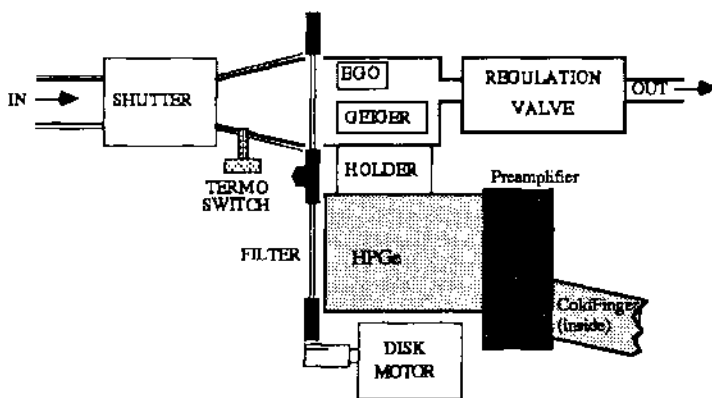 IN
SHUTTER
BGO
GEIGER
REGULATION
VALVE
OUT
TERMO
SWITCH
HOLDER
Preamplifier
FILTER
HPGe
ColdFinger
(inside)
DISK
MOTOR